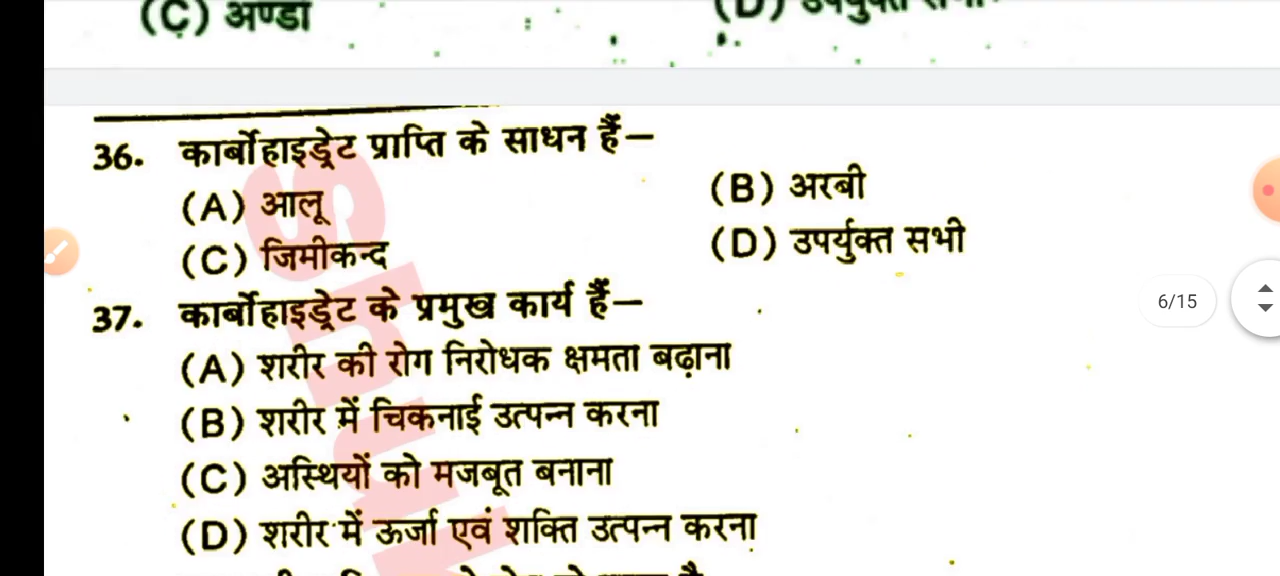 (C) अण्डा
(D) उपर्युक्त
36. कार्बोहाइड्रेट प्राप्ति के साधन हैं—
(A) आलू
(B) अरबी
(C) जिमीकन्द
(D) उपर्युक्त सभी
6/15
37. कार्बोहाइड्रेट के प्रमुख कार्य हैं—
(A) शरीर की रोग निरोधक क्षमता बढ़ाना
(B) शरीर में चिकनाई उत्पन्न करना
(C) अस्थियों को मजबूत बनाना
(D) शरीर में ऊर्जा एवं शक्ति उत्पन्न करना